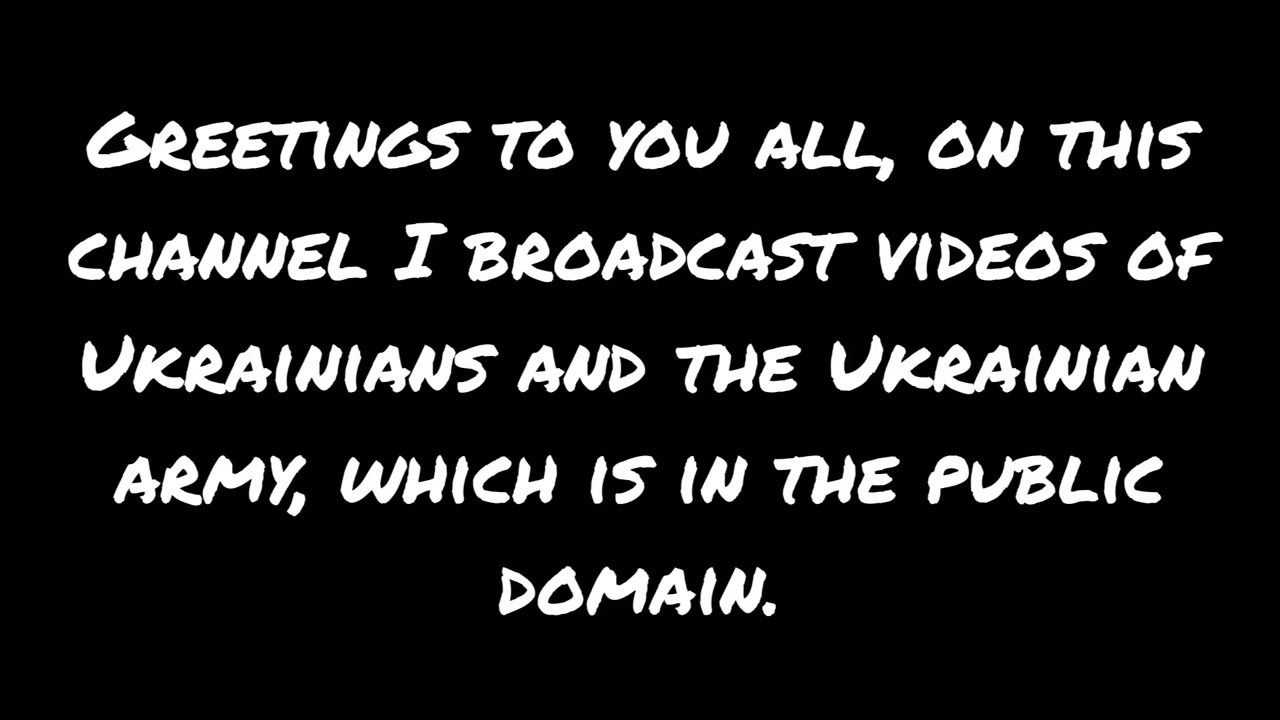 Greetings to you all, on this
channel I broadcast videos of
Ukrainians and the Ukrainian
army, which is in the public
domain.